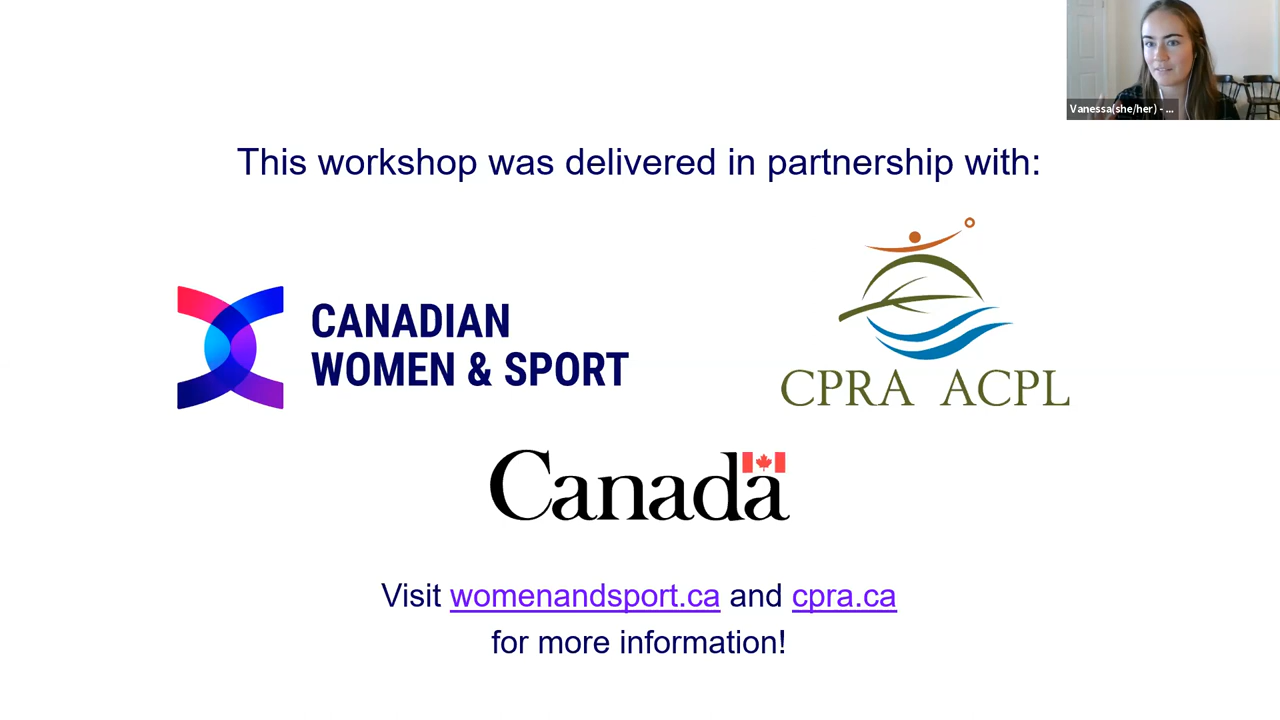 Vanessa(she/her) - ...
This workshop was delivered in partnership with:
CANADIAN
WOMEN & SPORT
CPRA ACPL
Canada
Visit womenandsport.ca and cpra.ca
for more information!